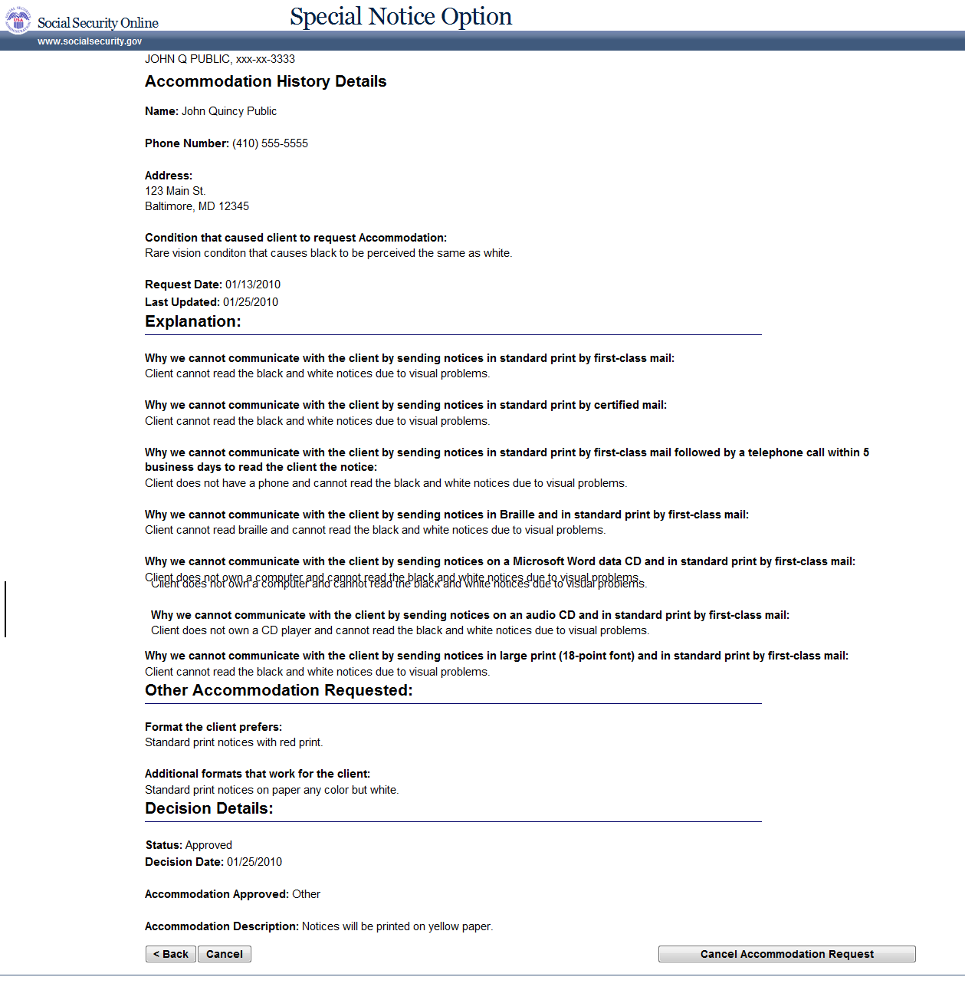 Social Security Online
Special Notice Option
www.socialsecurity.gov
JOHN Q PUBLIC, xxx-xx-3333
Accommodation History Details
Name: John Quincy Public
Phone Number: (410) 555-5555
Address:
123 Main St.
Baltimore, MD 12345
Condition that caused client to request Accommodation:
Rare vision conditon that causes black to be perceived the same as white.
Request Date: 01/13/2010
Last Updated: 01/25/2010
Explanation:
Why we cannot communicate with the client by sending notices in standard print by first-class mail:
Client cannot read the black and white notices due to visual problems.
Why we cannot communicate with the client by sending notices in standard print by certified mail:
Client cannot read the black and white notices due to visual problems.
Why we cannot communicate with the client by sending notices in standard print by first-class mail followed by a telephone call within 5
business days to read the client the notice:
Client does not have a phone and cannot read the black and white notices due to visual problems.
Why we cannot communicate with the client by sending notices in Braille and in standard print by first-class mail:
Client cannot read braille and cannot read the black and white notices due to visual problems.
Why we cannot communicate with the client by sending notices on a Microsoft Word data CD and in standard print by first-class mail:
Client does not own a computer and cannot read the black and white notices due to visual problems.
Client does not own a computer and cannot read the black and white notices due to visual problems.
Why we cannot communicate with the client by sending notices on an audio CD and in standard print by first-class mail:
Client does not own a CD player and cannot read the black and white notices due to visual problems.
Why we cannot communicate with the client by sending notices in large print (18-point font) and in standard print by first-class mail:
Client cannot read the black and white notices due to visual problems.
Other Accommodation Requested:
Format the client prefers:
Standard print notices with red print.
Additional formats that work for the client:
Standard print notices on paper any color but white.
Decision Details:
Status: Approved
Decision Date: 01/25/2010
Accommodation Approved: Other
Accommodation Description: Notices will be printed on yellow paper.
< Back Cancel Cancel Accommodation Request